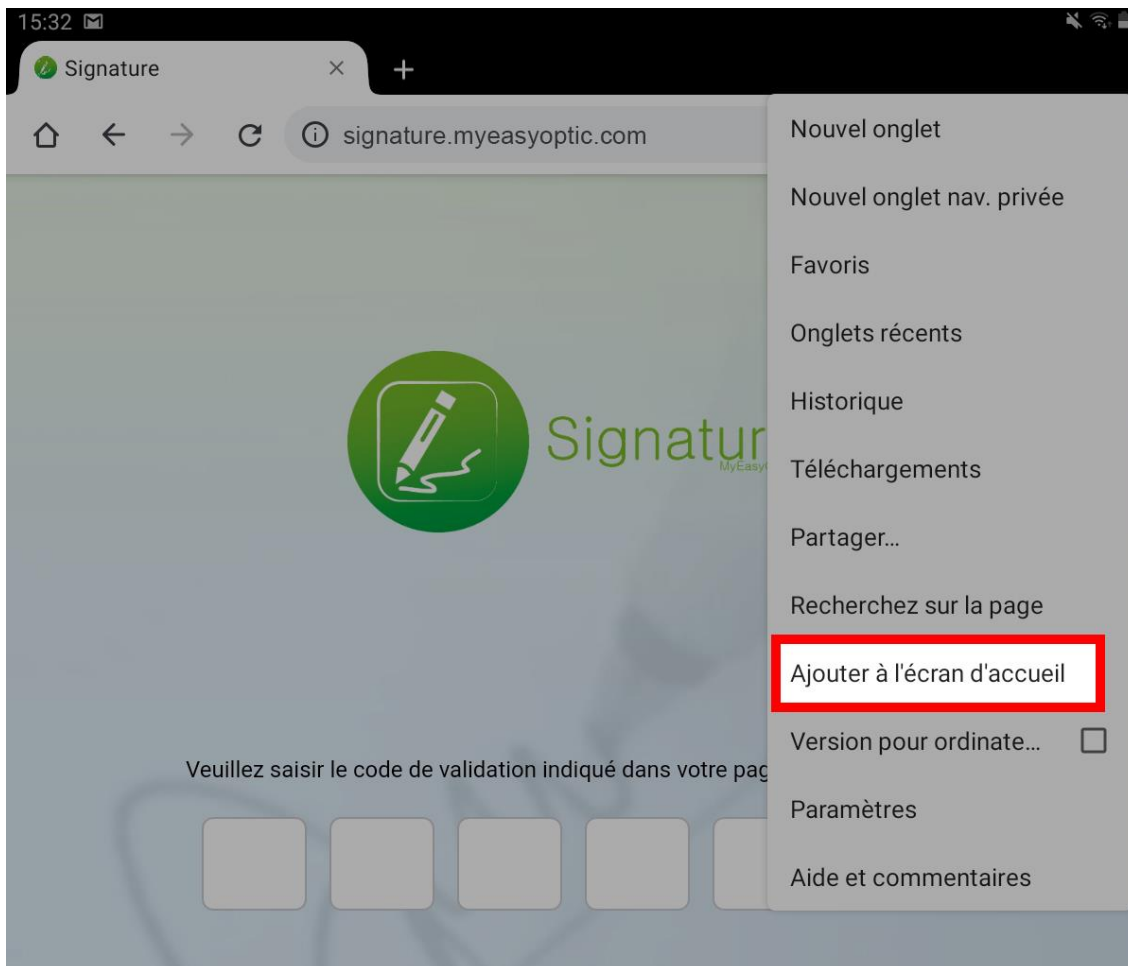 15:32
Signature
signature.myeasyoptic.com
Nouvel onglet
Nouvel onglet nav. privée
Favoris
Onglets récents
Historique
Téléchargements
Partager...
Recherchez sur la page
Ajouter à l'écran d'accueil
Version pour ordinate...
Paramètres
Aide et commentaires
Signatur
MyEasy
Veuillez saisir le code de validation indiqué dans votre pag